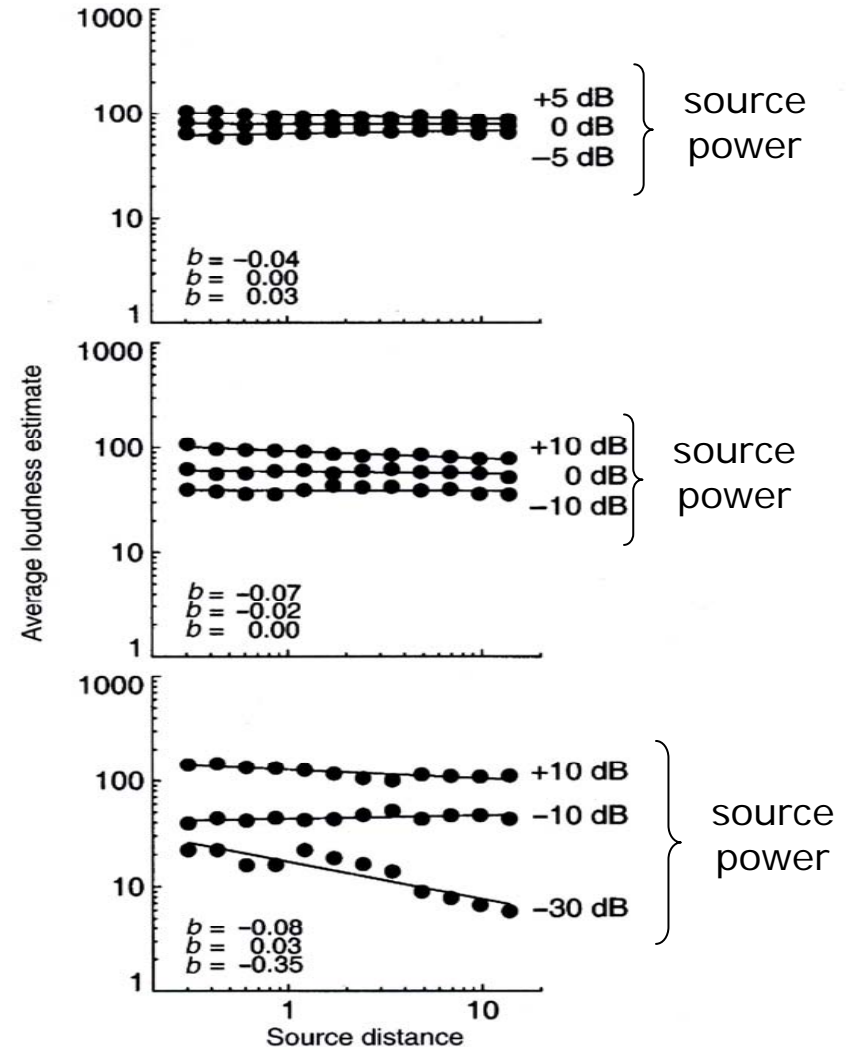 Average loudness estimate
1000
100
10
1
+5 dB
0 dB
−5 dB
source
power
b = −0.04
b = 0.00
b = 0.03
1000
100
10
1
+10 dB
0 dB
−10 dB
source
power
b = −0.07
b = −0.02
b = 0.00
1000
100
10
1
+10 dB
−10 dB
−30 dB
source
power
b = −0.08
b = 0.03
b = −0.35
1 10
Source distance